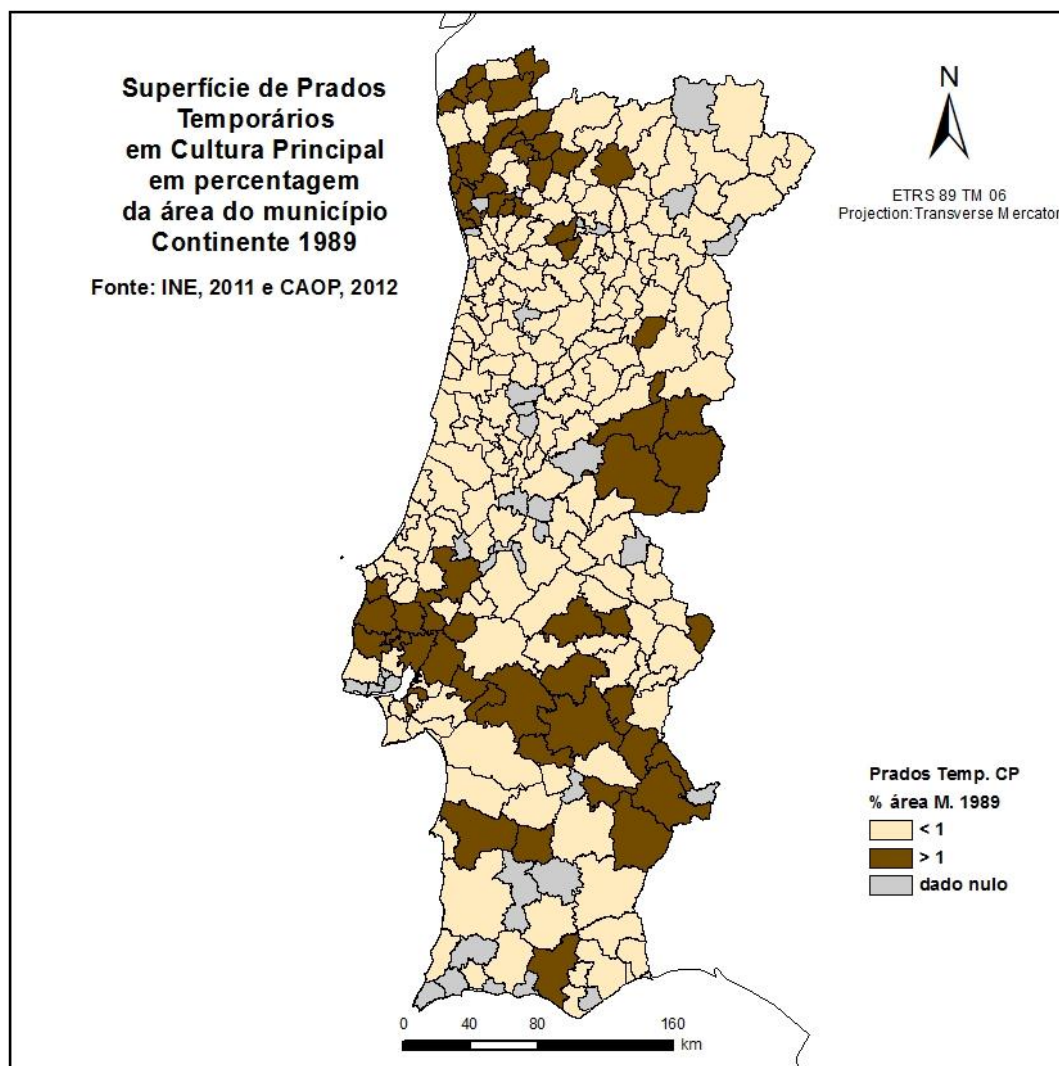 Superfície de Prados
Temporários
em Cultura Principal
em percentagem
da área do município
Continente 1989
Fonte: INE, 2011 e CAOP, 2012
N
ETRS 89 TM 06
Projection:Transverse Mercator
Prados Temp. CP
% área M. 1989
< 1
> 1
dado nulo
0 40 80 160
km